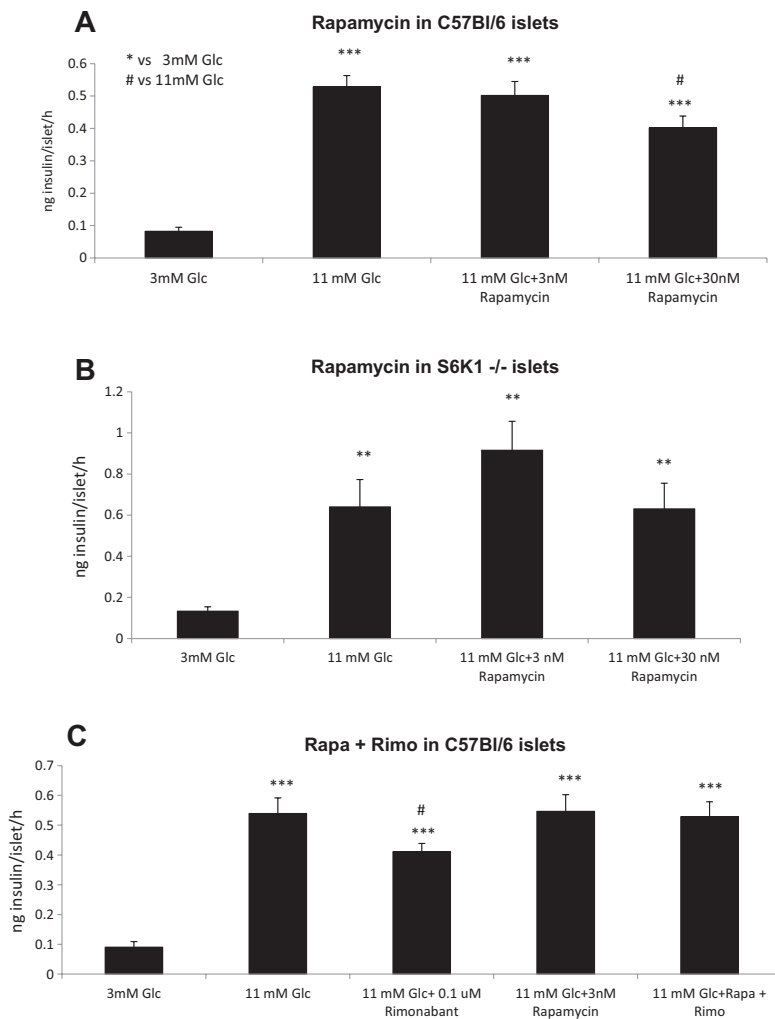 A
Rapamycin in C57Bl/6 islets
* vs 3mM Glc
# vs 11mM Glc
***
***
#
***
0.6
0.5
0.4
0.3
0.2
0.1
0
ng insulin/islet/h
3mM Glc
11 mM Glc
11 mM Glc+3nM
Rapamycin
11 mM Glc+30nM
Rapamycin
B
Rapamycin in S6K1 -/- islets
**
**
**
1.2
1
0.8
0.6
0.4
0.2
0
ng insulin/islet/h
3mM Glc
11 mM Glc
11 mM Glc+3 nM
Rapamycin
11 mM Glc+30 nM
Rapamycin
C
Rapa + Rimo in C57Bl/6 islets
***
#
***
***
***
0.7
0.6
0.5
0.4
0.3
0.2
0.1
0
ng insulin/islet/h
3mM Glc
11 mM Glc
11 mM Glc+ 0.1 uM
Rimonabant
11 mM Glc+3nM
Rapamycin
11 mM Glc+Rapa +
Rimo